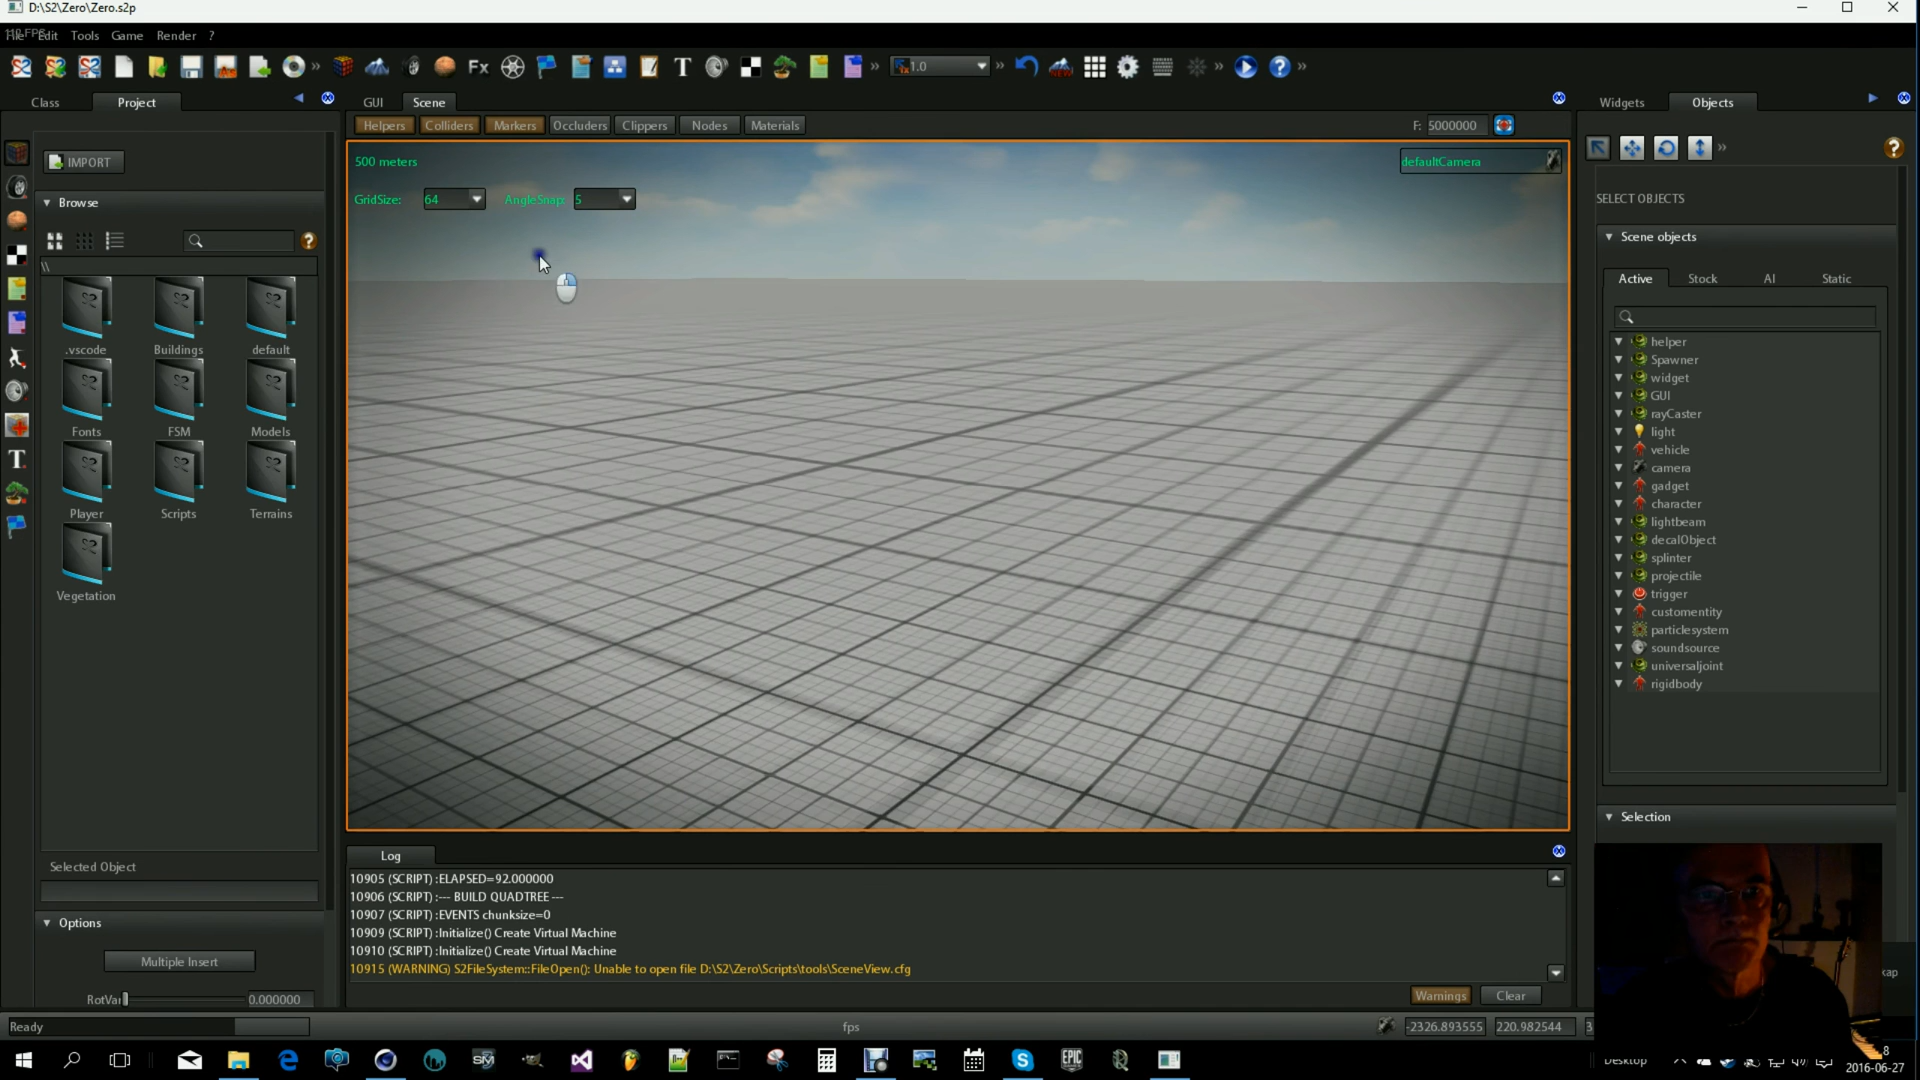 D:\S2\Zero\Zero.s2p
Edit Tools Game Render ?
Fx T 1.0
Class Project GUI Scene Widgets Objects
Helpers Colliders Markers Occluders Clippers Nodes Materials F: 5000000
IMPORT
500 meters defaultCamera
GridSize: 64 AngleSnap: 5
SELECT OBJECTS
Browse
Scene objects
\\
Active Stock AI Static
.vscode Buildings default
Fonts FSM Models
Player Scripts Terrains
Vegetation
helper
Spawner
widget
GUI
rayCaster
light
vehicle
camera
gadget
character
lightbeam
decalObject
splinter
projectile
trigger
customentity
particlesystem
soundsource
universaljoint
rigidbody
Selection
Selected Object
Options
Multiple Insert
RotVar 0.000000
Log
10905 (SCRIPT) :ELAPSED=92.000000
10906 (SCRIPT) :--- BUILD QUADTREE ---
10907 (SCRIPT) :EVENTS chunksize=0
10909 (SCRIPT) :Initialize() Create Virtual Machine
10910 (SCRIPT) :Initialize() Create Virtual Machine
10915 (WARNING) S2FileSystem::FileOpen(): Unable to open file D:\S2\Zero\Scripts\tools\SceneView.cfg
Warnings Clear
Ready fps -2326.893555 220.982544 3
Desktop
2016-06-27